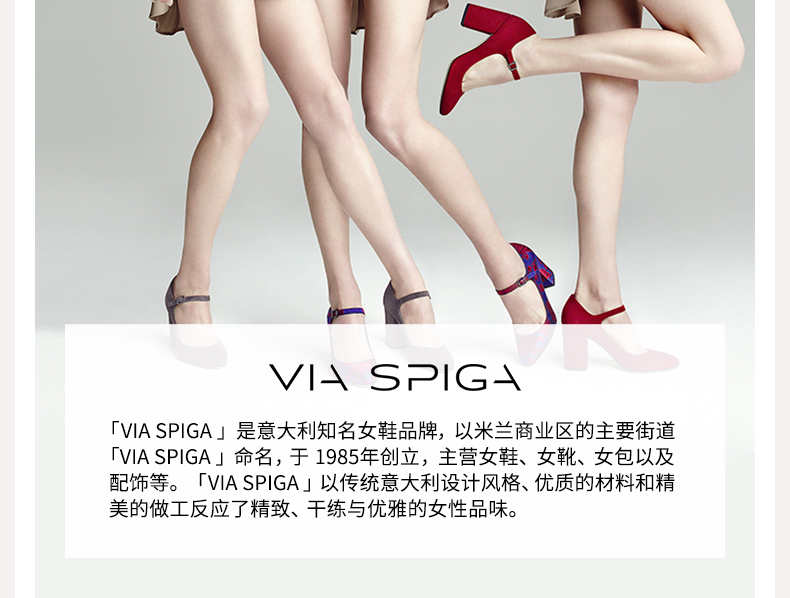 VIA SPIGA
「VIA SPIGA 」是意大利知名女鞋品牌，以米兰商业区的主要街道
「VIA SPIGA 」命名，于 1985年创立，主营女鞋、女靴、女包以及
配饰等。「VIA SPIGA 」以传统意大利设计风格、优质的材料和精
美的做工反应了精致、干练与优雅的女性品味。